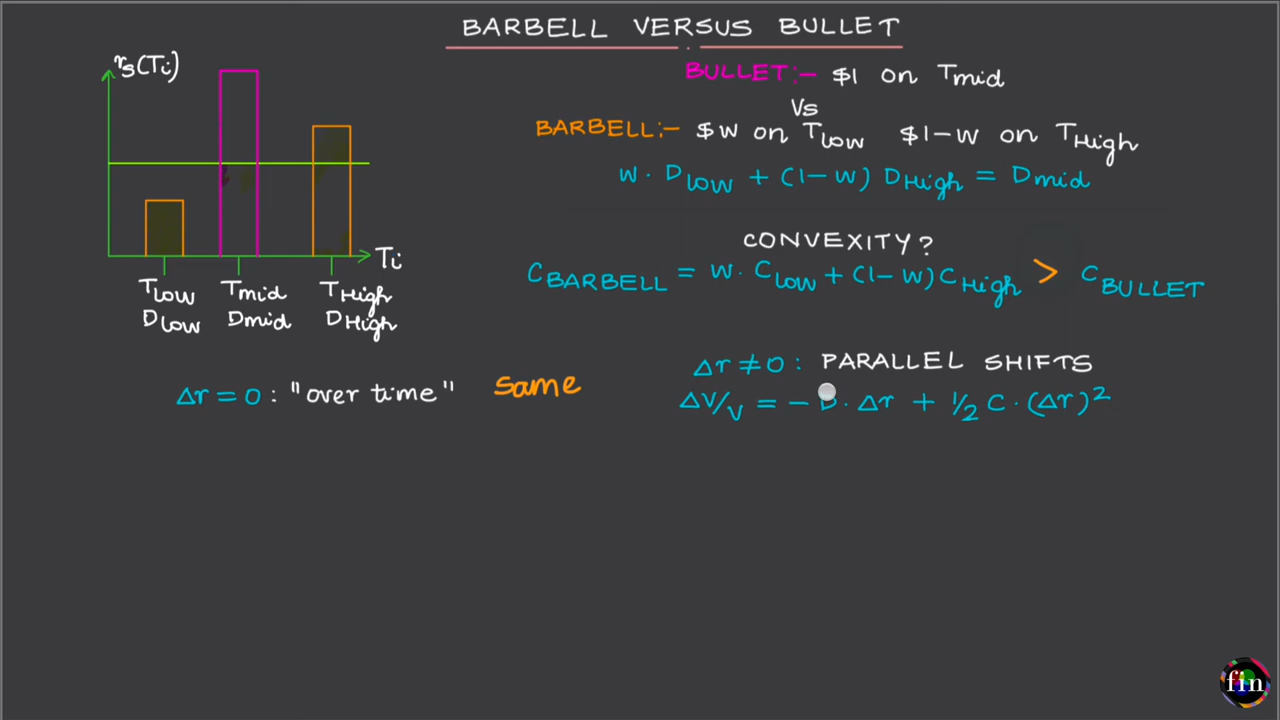 BARBELL VERSUS BULLET
rs(Ti)
BULLET:- $1 on Tmid
Vs
BARBELL:- $W on Tlow $1-W on THigh
W. Dlow + (1-W) DHigh = Dmid
Ti
Tlow Tmid THigh
Dlow Dmid DHigh
CONVEXITY?
CBARBELL = W. Clow + (1-W) CHigh > CBULLET
Δr = 0 : "over time" same
Δr ≠ 0 : PARALLEL SHIFTS
ΔV/V = - D. Δr + 1/2 C. (Δr)²
fin